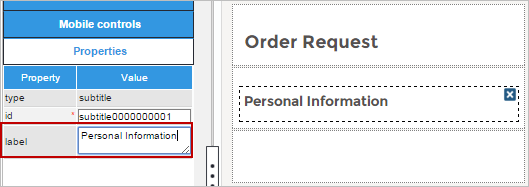 Mobile controls
Properties
Property Value
type subtitle
id * subtitle0000000001
label Personal Information
Order Request
Personal Information